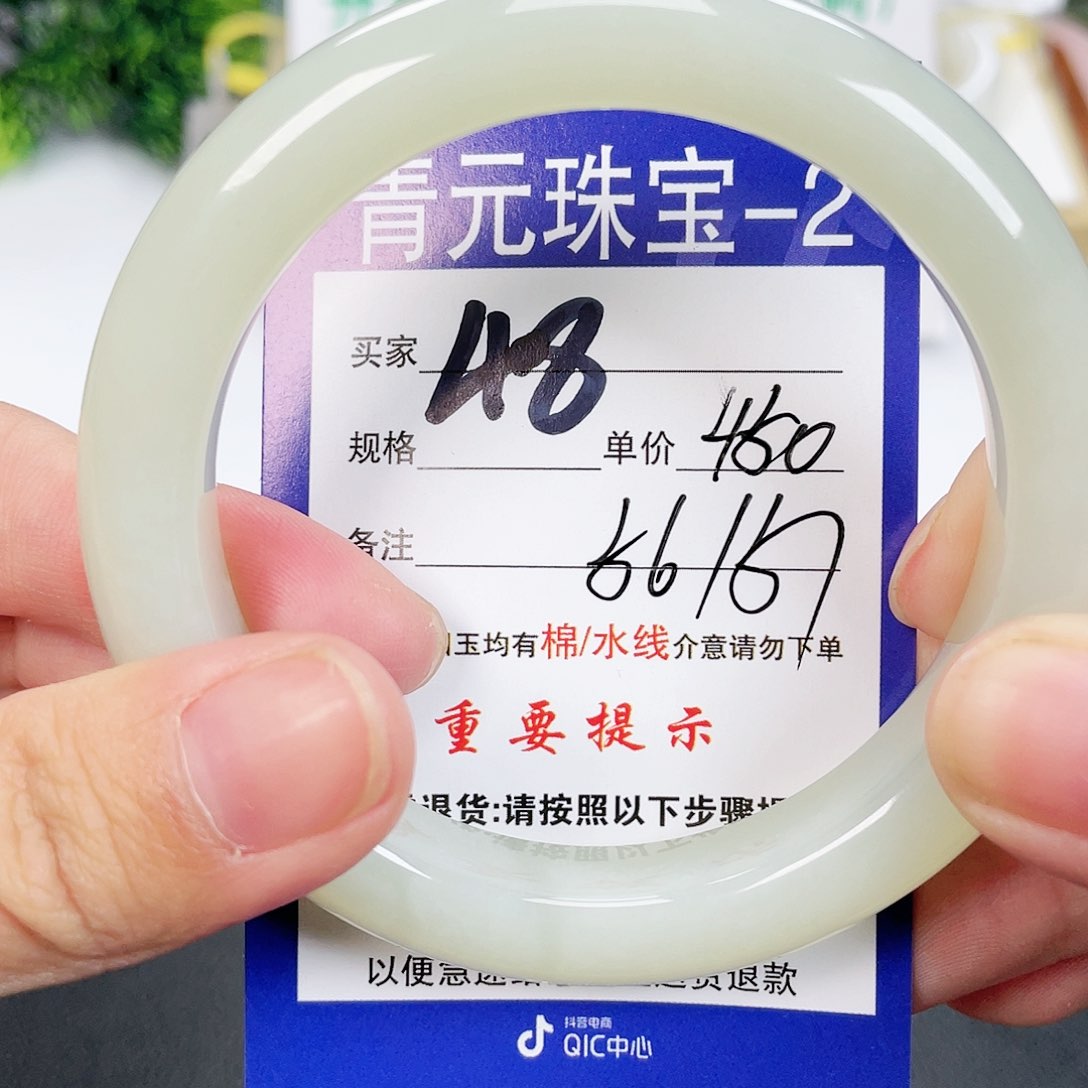 青元珠宝-2
买家 48
规格 单价 450
备注 56/57
玉均有棉/水线介意请勿下单
重要提示
退货:请按照以下步骤
以便急 退款
抖音电商
QIC中心